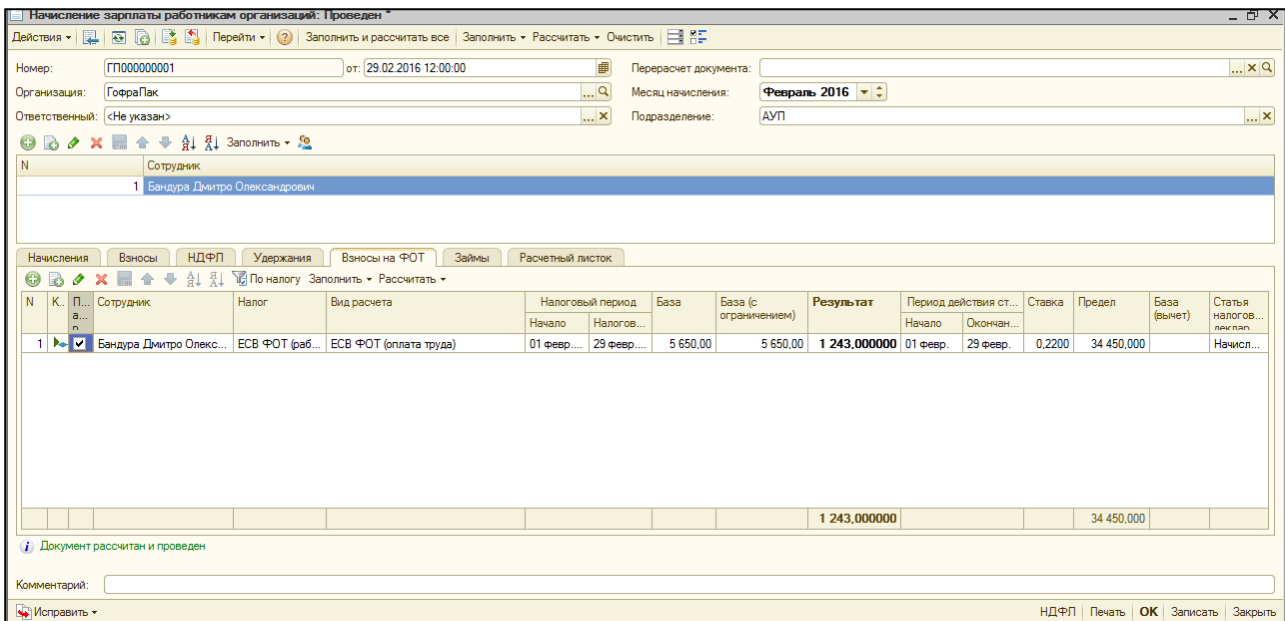 Начисление зарплаты работникам организаций: Проведен *
Действия Перейти Заполнить и рассчитать все Заполнить Рассчитать Очистить
Номер: ГП000000001 от: 29.02.2016 12:00:00 Перерасчет документа:
Организация: ГофраПак Месяц начисления: Февраль 2016
Ответственный: <Не указан> Подразделение: АУП
Заполнить
N Сотрудник
1 Бандура Дмитро Олександрович
Начисления Взносы НДФЛ Удержания Взносы на ФОТ Займы Расчетный листок
По налогу Заполнить Рассчитать
N К.. П... а... Сотрудник Налог Вид расчета Налоговый период База База (с ограничением) Результат Период действия ст... Ставка Предел База (вычет) Статья налогов...
Начало Налогов... Начало Окончан...
1 Бандура Дмитро Олекс... ЕСВ ФОТ (раб... ЕСВ ФОТ (оплата труда) 01 февр.... 29 февр.... 5 650,00 5 650,00 1 243,000000 01 февр. 29 февр. 0,2200 34 450,000 Начисл...
1 243,000000 34 450,000
Документ рассчитан и проведен
Комментарий:
Исправить НДФЛ Печать OK Записать Закрыть